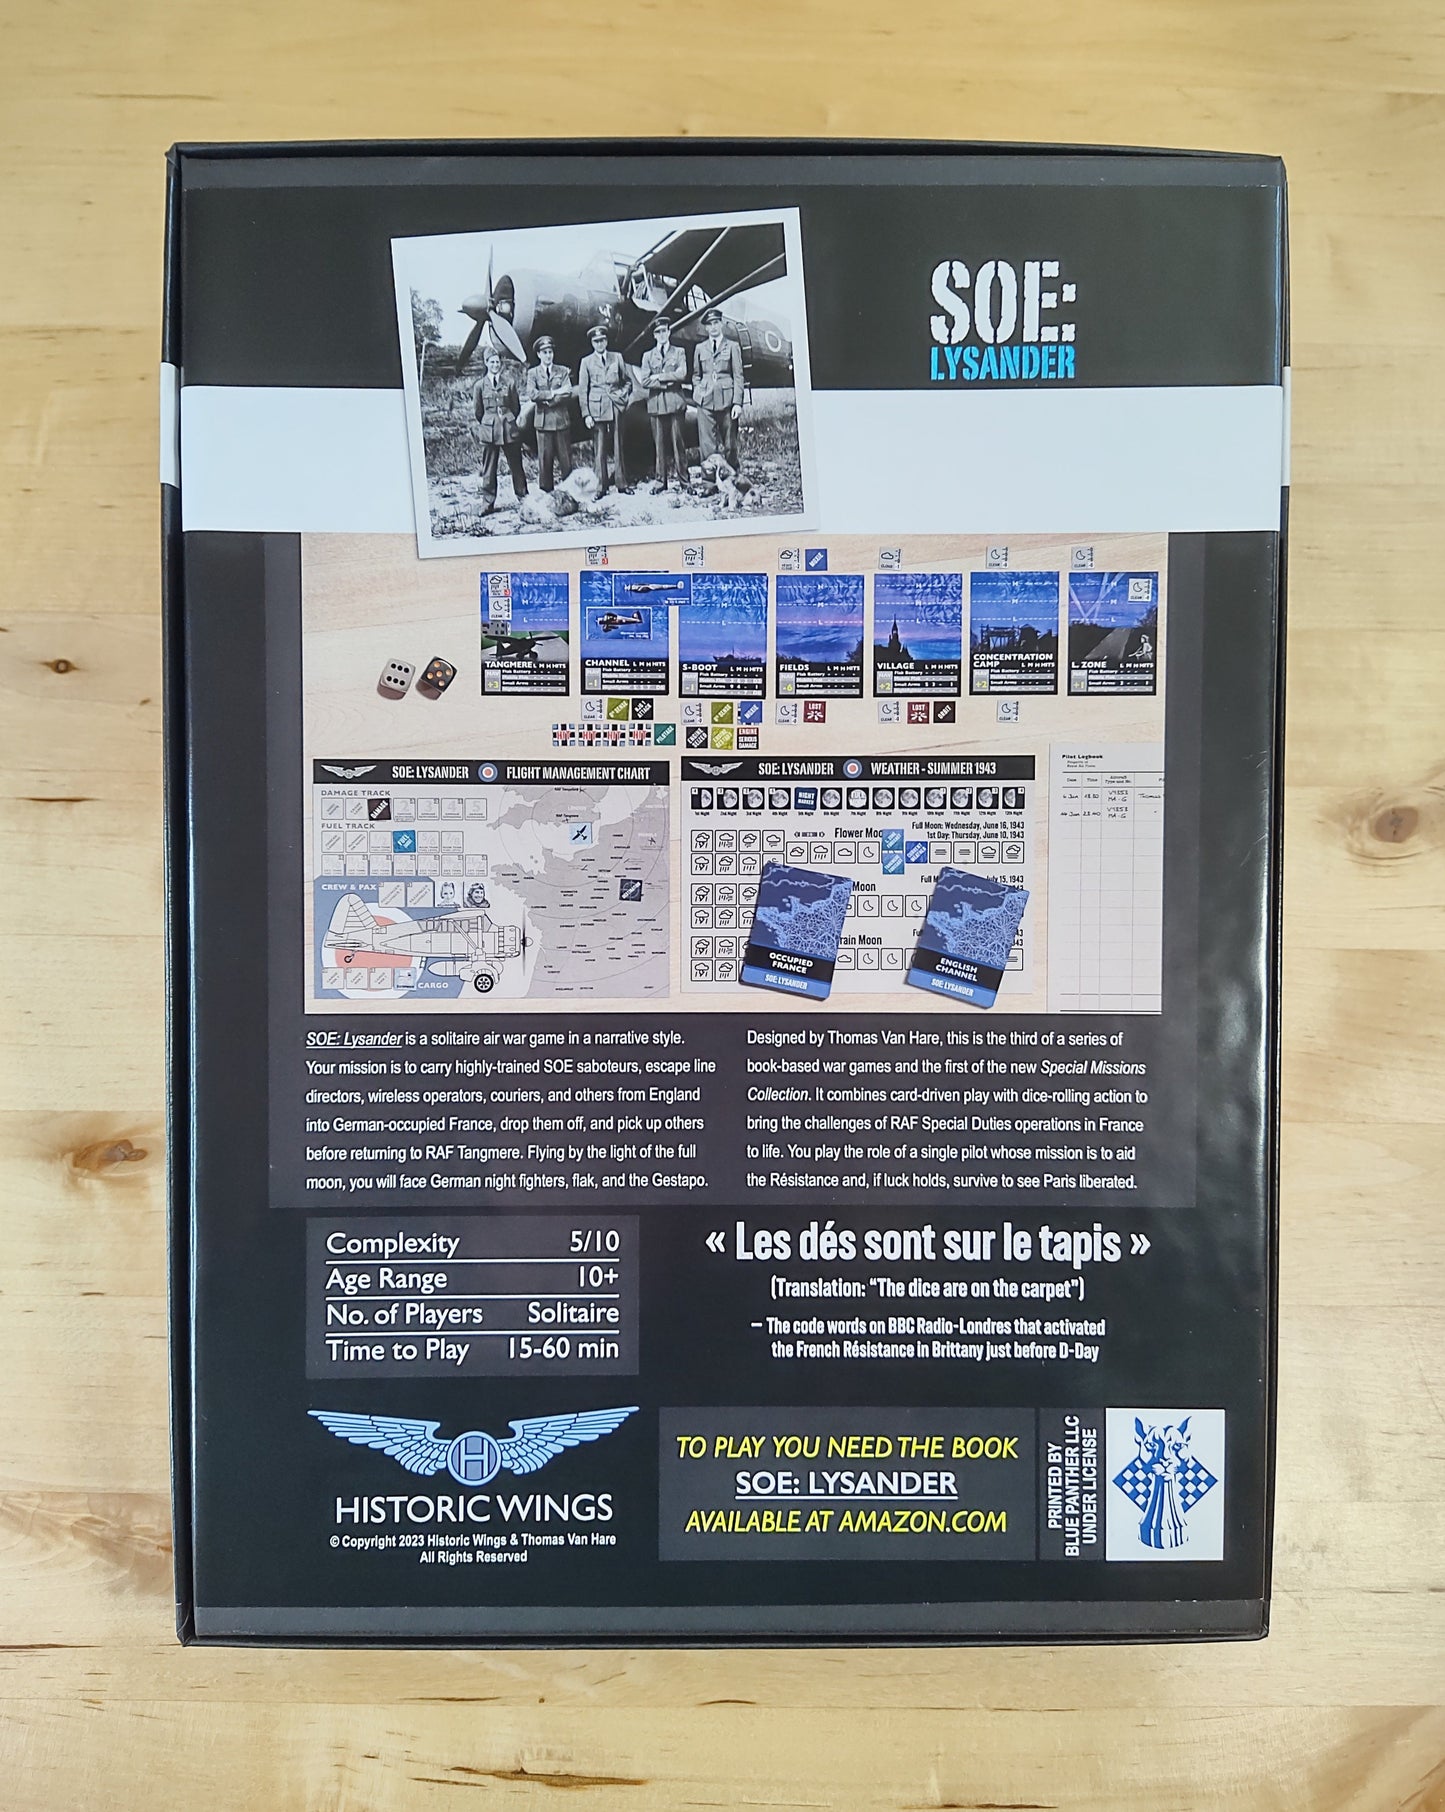 SOE:
LYSANDER
TANGMERE L M H HITS
CHANNEL L M H HITS
S-BOOT L M H HITS
FIELDS L M H HITS
VILLAGE L M H HITS
CONCENTRATION
CAMP L M H HITS
L. ZONE L M H HITS
SOE: LYSANDER FLIGHT MANAGEMENT CHART
DAMAGE TRACK
FUEL TRACK
CREW & PAX
CARGO
SOE: LYSANDER WEATHER - SUMMER 1943
Flower Moo
Full Moon: Wednesday, June 16, 1943
1st Day: Thursday, June 10, 1943
Moon
rain Moon
OCCUPIED
FRANCE
SOE: LYSANDER
ENGLISH
CHANNEL
SOE: LYSANDER
Pilot Logbook
SOE: Lysander is a solitaire air war game in a narrative style.
Your mission is to carry highly-trained SOE saboteurs, escape line
directors, wireless operators, couriers, and others from England
into German-occupied France, drop them off, and pick up others
before returning to RAF Tangmere. Flying by the light of the full
moon, you will face German night fighters, flak, and the Gestapo.
Designed by Thomas Van Hare, this is the third of a series of
book-based war games and the first of the new Special Missions
Collection. It combines card-driven play with dice-rolling action to
bring the challenges of RAF Special Duties operations in France
to life. You play the role of a single pilot whose mission is to aid
the Résistance and, if luck holds, survive to see Paris liberated.
Complexity 5/10
Age Range 10+
No. of Players Solitaire
Time to Play 15-60 min
« Les dés sont sur le tapis »
(Translation: “The dice are on the carpet”)
– The code words on BBC Radio-Londres that activated
the French Résistance in Brittany just before D-Day
H
HISTORIC WINGS
© Copyright 2023 Historic Wings & Thomas Van Hare
All Rights Reserved
TO PLAY YOU NEED THE BOOK
SOE: LYSANDER
AVAILABLE AT AMAZON.COM
PRINTED BY
BLUE PANTHER LLC
UNDER LICENSE